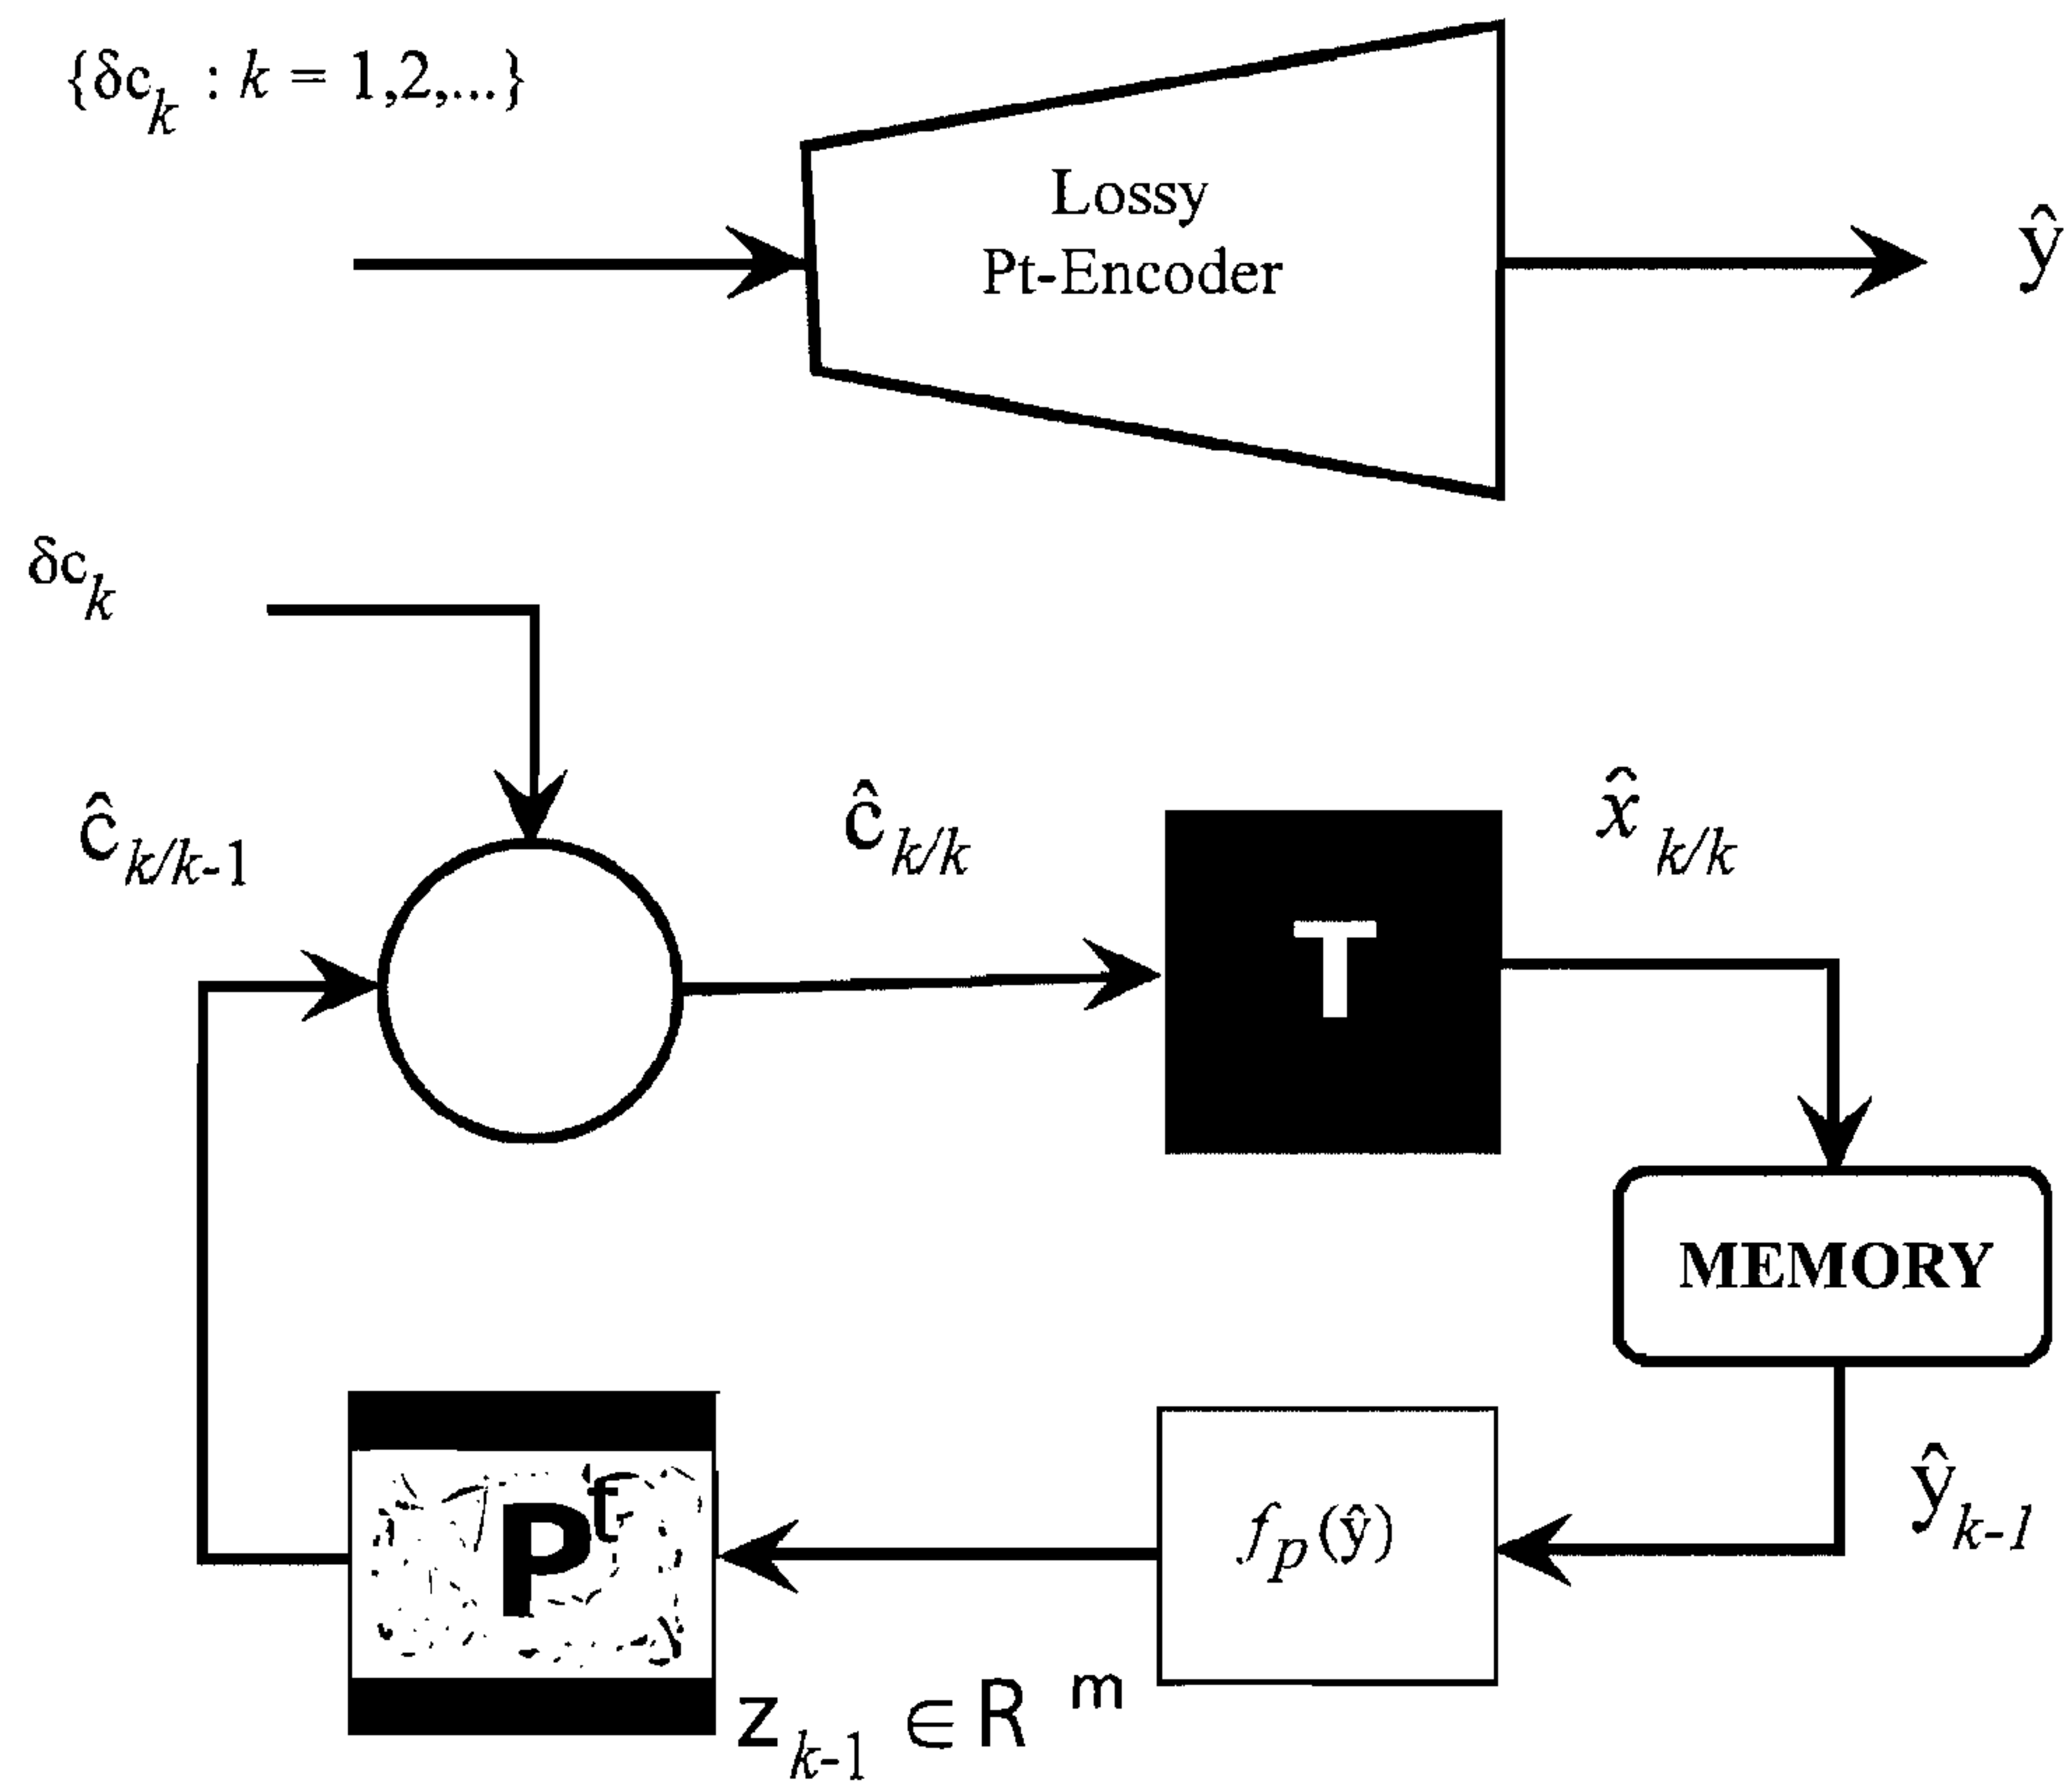 {δc_k : k = 1,2,...}
Lossy
Pt-Encoder
ŷ
δc_k
ĉ_k/k-1
ĉ_k/k
T
x̂_k/k
MEMORY
P^t
f_p(ŷ)
ŷ_k-1
z_k-1 ∈ R^m